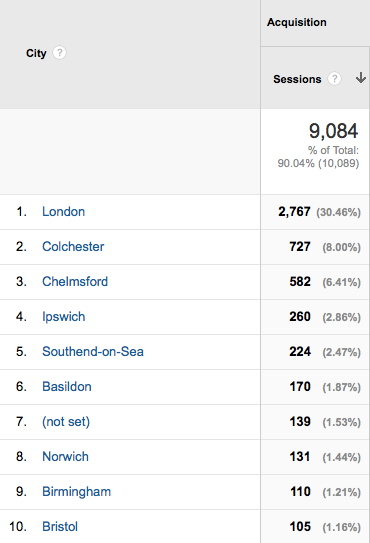 Acquisition
City ?
Sessions ?
9,084
% of Total:
90.04% (10,089)
1. London 2,767 (30.46%)
2. Colchester 727 (8.00%)
3. Chelmsford 582 (6.41%)
4. Ipswich 260 (2.86%)
5. Southend-on-Sea 224 (2.47%)
6. Basildon 170 (1.87%)
7. (not set) 139 (1.53%)
8. Norwich 131 (1.44%)
9. Birmingham 110 (1.21%)
10. Bristol 105 (1.16%)